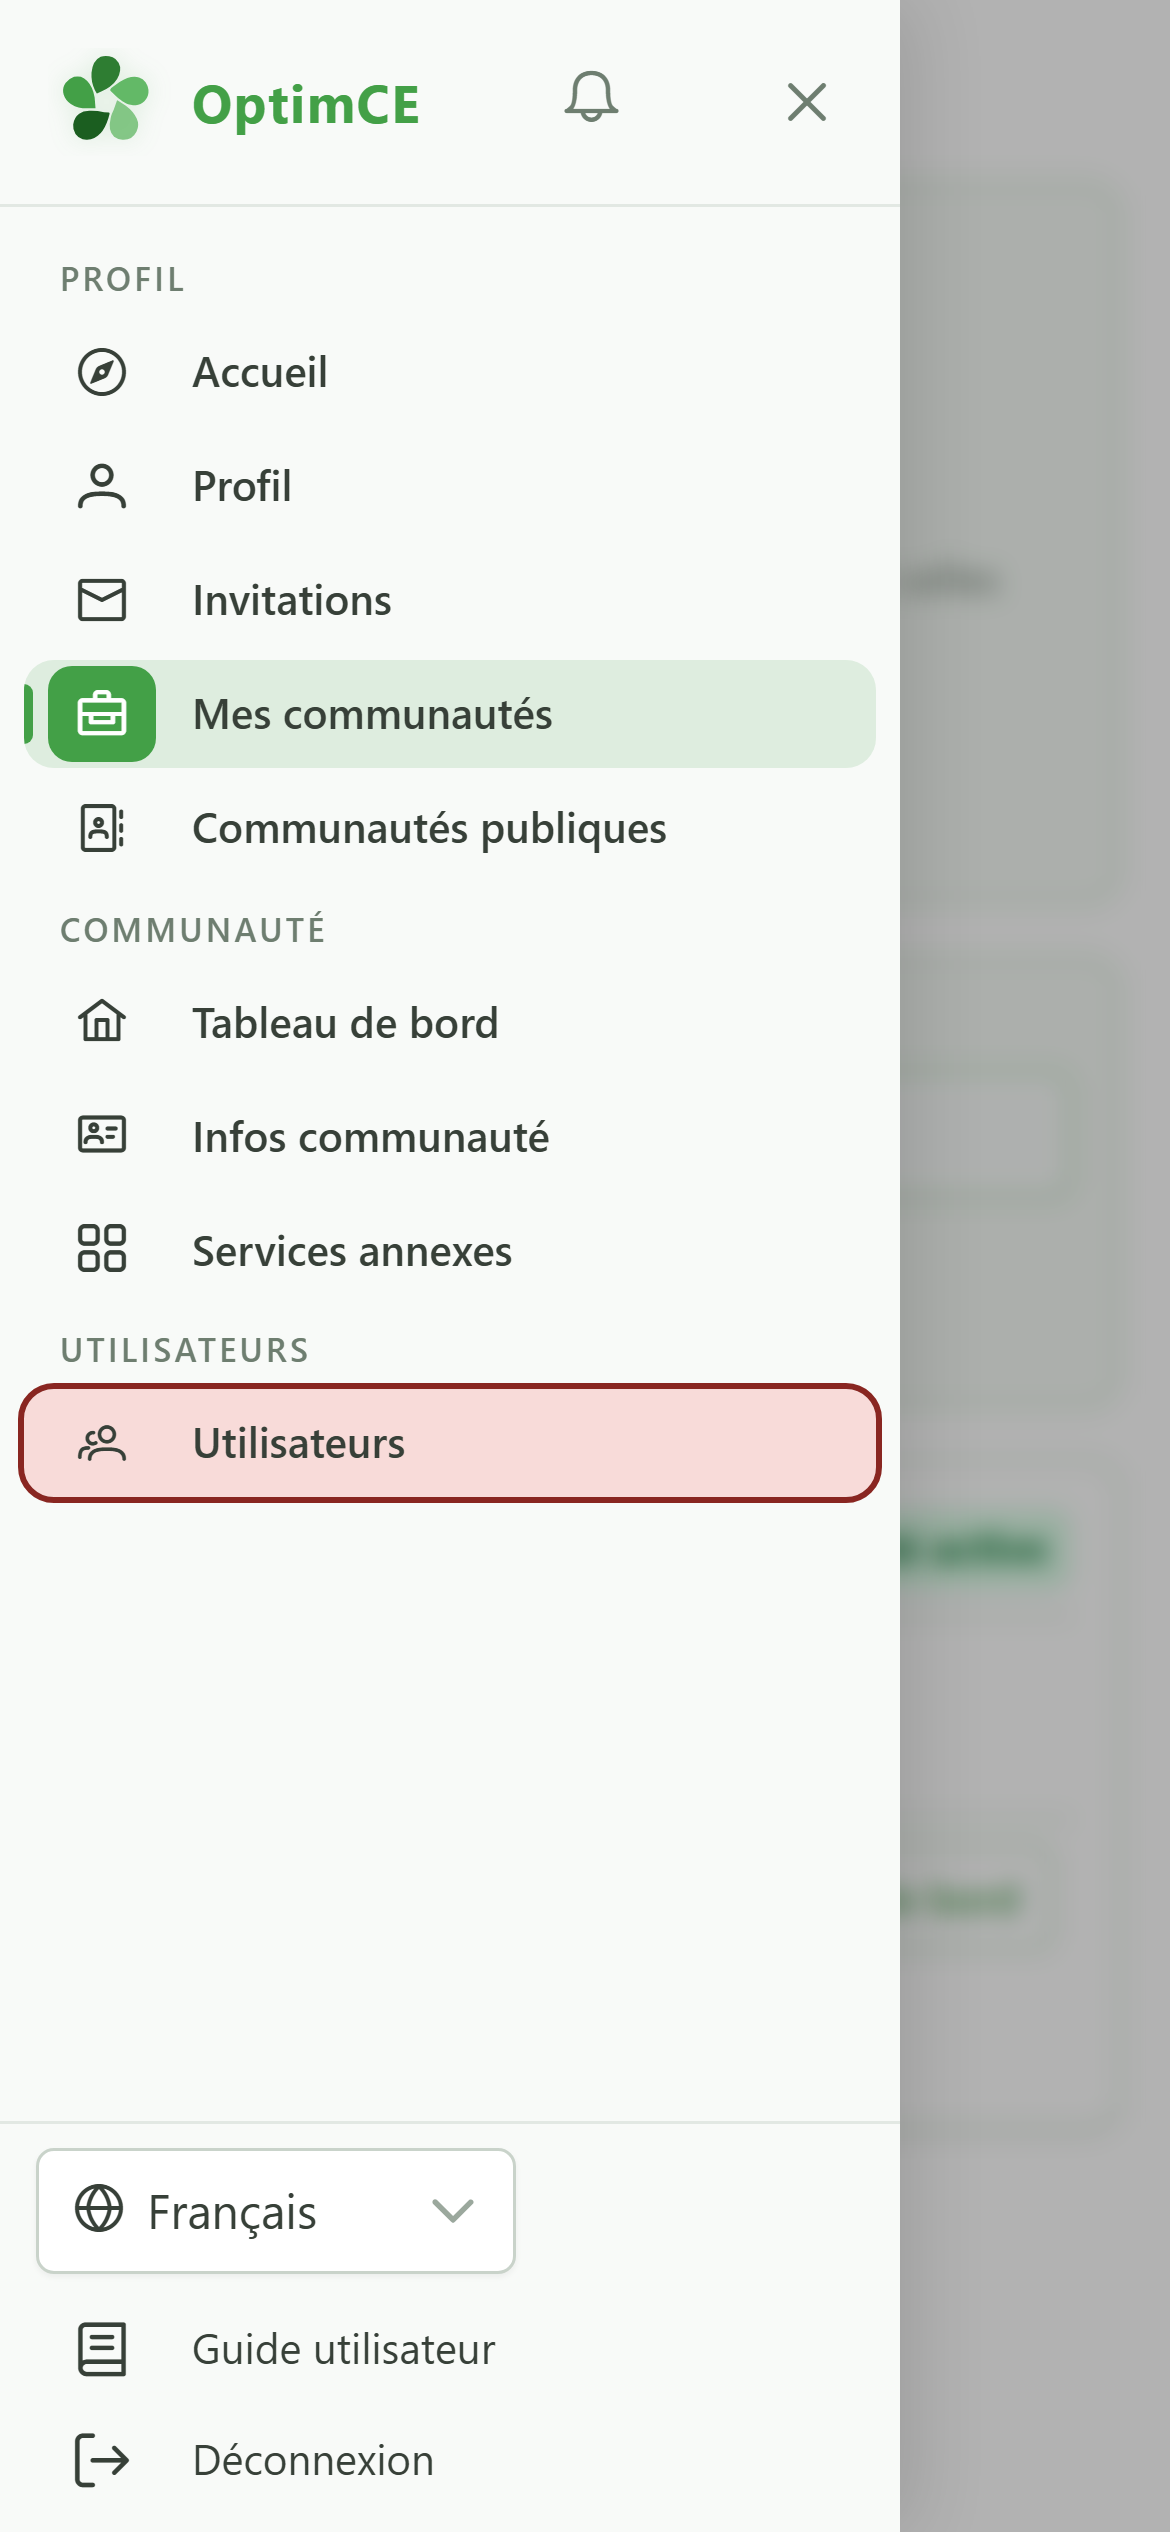 OptimCE
PROFIL
Accueil
Profil
Invitations
Mes communautés
Communautés publiques
COMMUNAUTÉ
Tableau de bord
Infos communauté
Services annexes
UTILISATEURS
Utilisateurs
Français
Guide utilisateur
Déconnexion